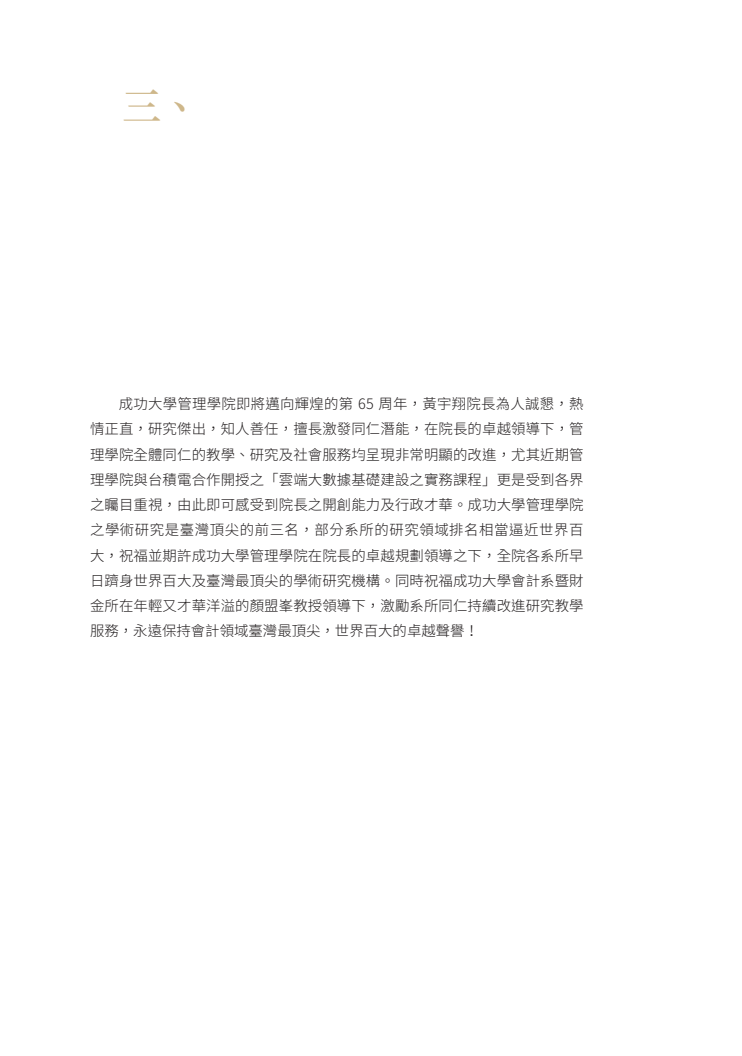 三、
成功大學管理學院即將邁向輝煌的第 65 周年，黃宇翔院長為人誠懇，熱
情正直，研究傑出，知人善任，擅長激發同仁潛能，在院長的卓越領導下，管
理學院全體同仁的教學、研究及社會服務均呈現非常明顯的改進，尤其近期管
理學院與台積電合作開授之「雲端大數據基礎建設之實務課程」更是受到各界
之矚目重視，由此即可感受到院長之開創能力及行政才華。成功大學管理學院
之學術研究是臺灣頂尖的前三名，部分系所的研究領域排名相當逼近世界百
大，祝福並期許成功大學管理學院在院長的卓越規劃領導之下，全院各系所早
日躋身世界百大及臺灣最頂尖的學術研究機構。同時祝福成功大學會計系暨財
金所在年輕又才華洋溢的顏盟峯教授領導下，激勵系所同仁持續改進研究教學
服務，永遠保持會計領域臺灣最頂尖，世界百大的卓越聲譽！